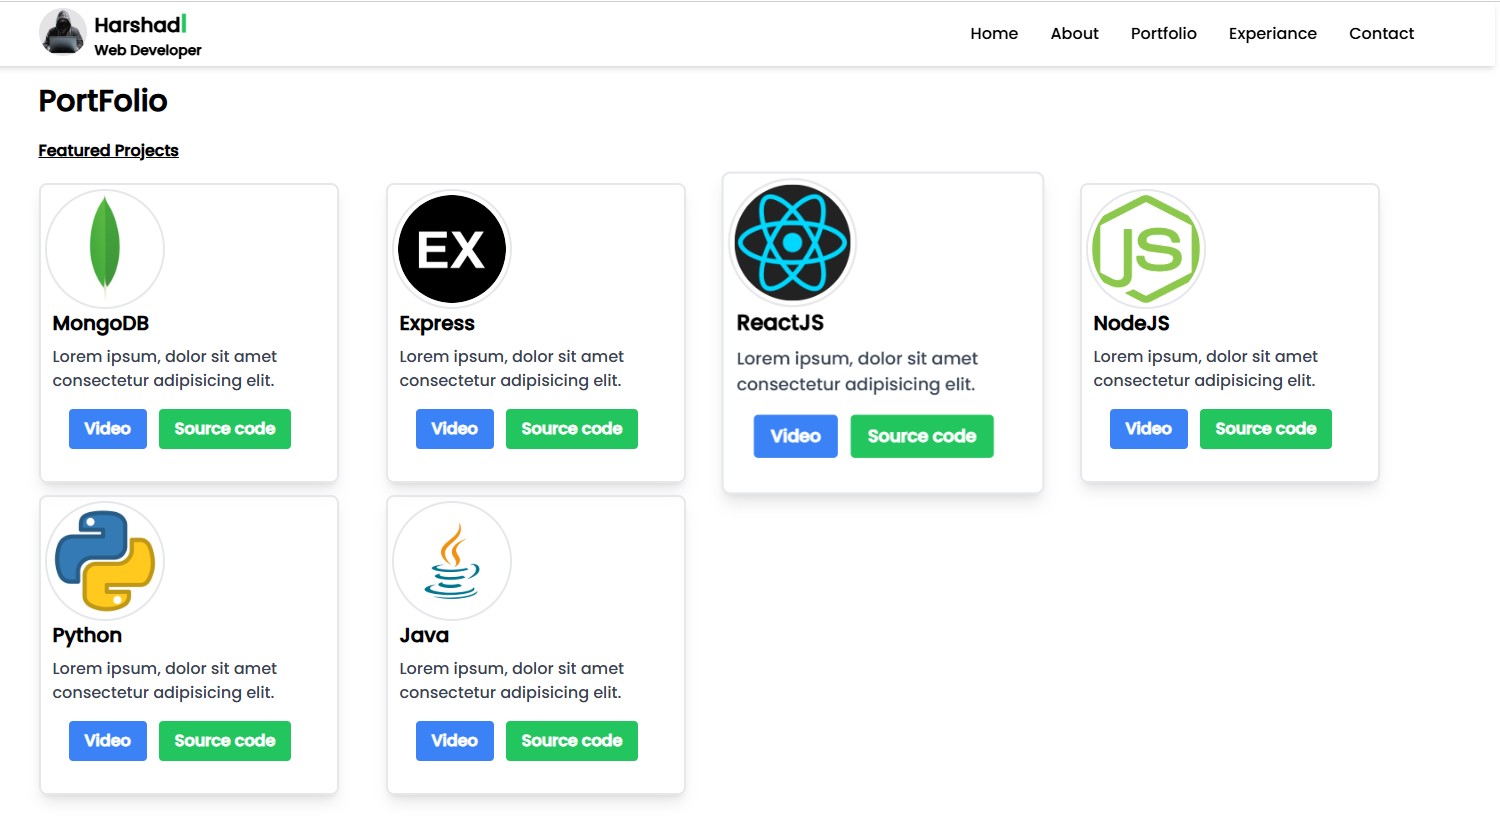 Harshadl
Web Developer
Home About Portfolio Experiance Contact
PortFolio
Featured Projects
MongoDB
Lorem ipsum, dolor sit amet
consectetur adipisicing elit.
Video Source code
EX
Express
Lorem ipsum, dolor sit amet
consectetur adipisicing elit.
Video Source code
ReactJS
Lorem ipsum, dolor sit amet
consectetur adipisicing elit.
Video Source code
JS
NodeJS
Lorem ipsum, dolor sit amet
consectetur adipisicing elit.
Video Source code
Python
Lorem ipsum, dolor sit amet
consectetur adipisicing elit.
Video Source code
Java
Lorem ipsum, dolor sit amet
consectetur adipisicing elit.
Video Source code